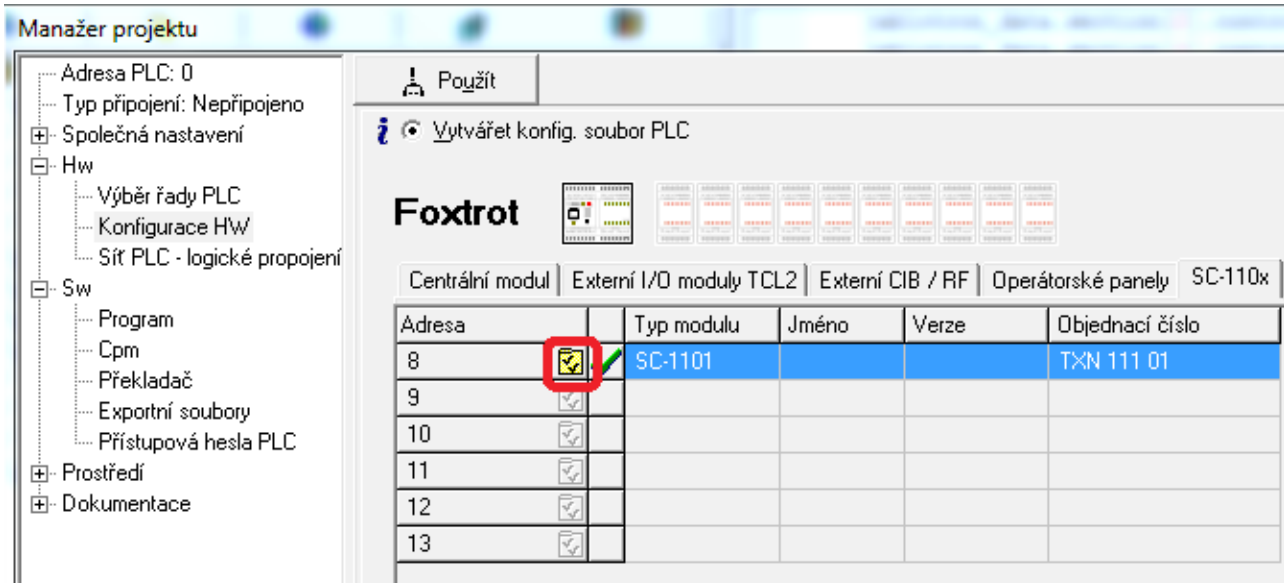 Manažer projektu
Adresa PLC: 0
Typ připojení: Nepřipojeno
Společná nastavení
Hw
Výběr řady PLC
Konfigurace HW
Síť PLC - logické propojení
Sw
Program
Cpm
Překladač
Exportní soubory
Přístupová hesla PLC
Prostředí
Dokumentace
Použít
Vytvářet konfig. soubor PLC
Foxtrot
Centrální modul Externí I/O moduly TCL2 Externí CIB / RF Operátorské panely SC-110x
Adresa Typ modulu Jméno Verze Objednací číslo
8 SC-1101 TXN 111 01
9
10
11
12
13